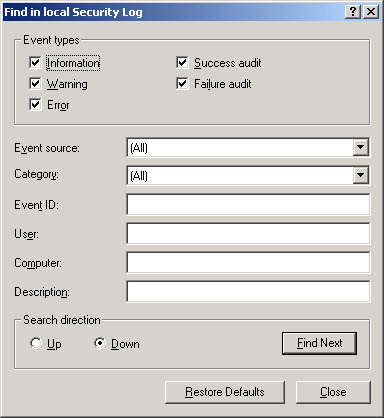 Find in local Security Log
Event types
Information
Success audit
Warning
Failure audit
Error
Event source:
(All)
Category:
(All)
Event ID:
User:
Computer:
Description:
Search direction
Up
Down
Find Next
Restore Defaults
Close